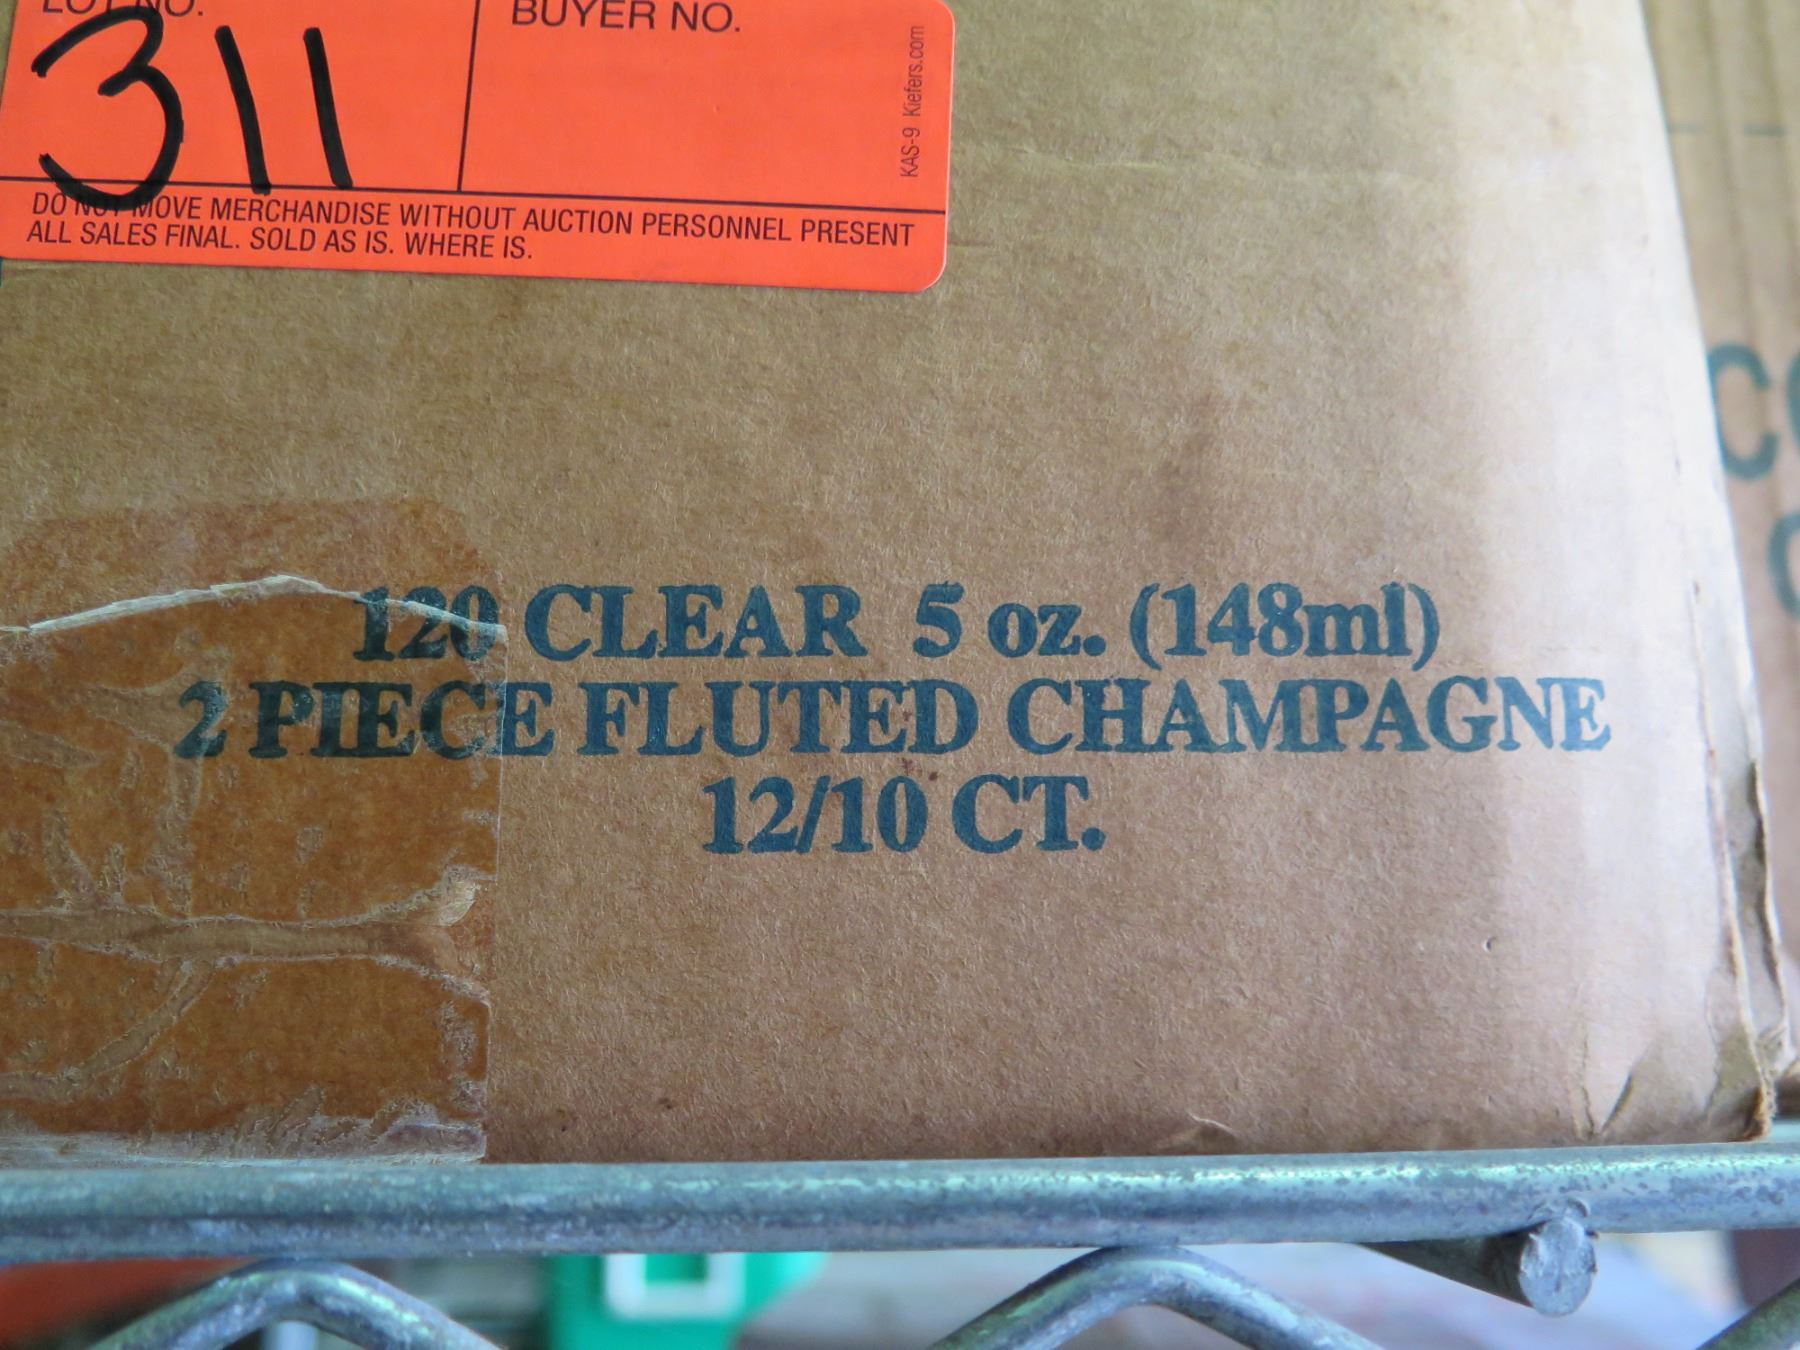 LOT NO.
BUYER NO.
311
KAS-9 Kiefers.com
DO NOT MOVE MERCHANDISE WITHOUT AUCTION PERSONNEL PRESENT
ALL SALES FINAL. SOLD AS IS. WHERE IS.
120 CLEAR 5 oz. (148ml)
2 PIECE FLUTED CHAMPAGNE
12/10 CT.